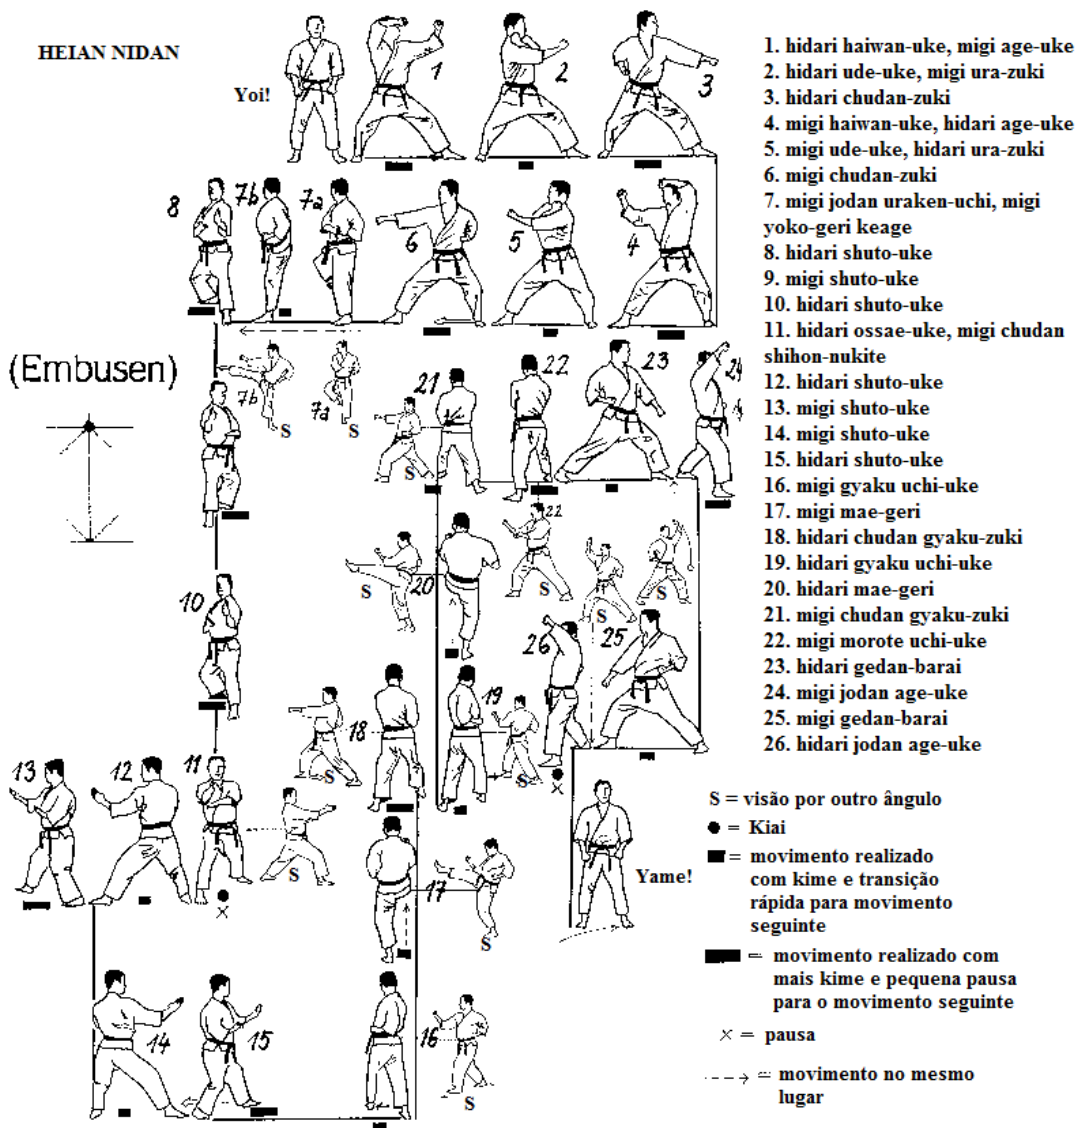 HEIAN NIDAN
Yoi!
1
2
3
8
7b
7a
6
5
4
(Embusen)
7b
S
7a
S
21
S
22
23
24
22
S
20
S
S
S
10
26
25
18
S
19
S
13
12
11
S
17
S
Yame!
14
15
16
S
1. hidari haiwan-uke, migi age-uke
2. hidari ude-uke, migi ura-zuki
3. hidari chudan-zuki
4. migi haiwan-uke, hidari age-uke
5. migi ude-uke, hidari ura-zuki
6. migi chudan-zuki
7. migi jodan uraken-uchi, migi
yoko-geri keage
8. hidari shuto-uke
9. migi shuto-uke
10. hidari shuto-uke
11. hidari ossae-uke, migi chudan
shihon-nukite
12. hidari shuto-uke
13. migi shuto-uke
14. migi shuto-uke
15. hidari shuto-uke
16. migi gyaku uchi-uke
17. migi mae-geri
18. hidari chudan gyaku-zuki
19. hidari gyaku uchi-uke
20. hidari mae-geri
21. migi chudan gyaku-zuki
22. migi morote uchi-uke
23. hidari gedan-barai
24. migi jodan age-uke
25. migi gedan-barai
26. hidari jodan age-uke
S = visão por outro ângulo
= Kiai
= movimento realizado
com kime e transição
rápida para movimento
seguinte
= movimento realizado com
mais kime e pequena pausa
para o movimento seguinte
× = pausa
= movimento no mesmo
lugar